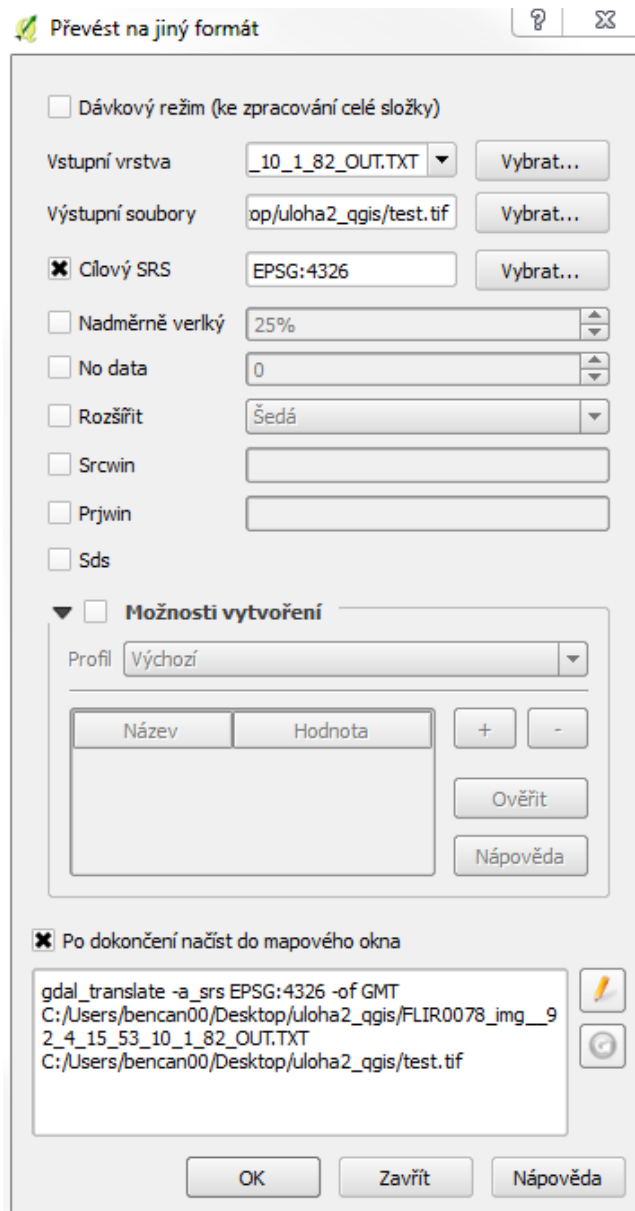 Převést na jiný formát
Dávkový režim (ke zpracování celé složky)
Vstupní vrstva _10_1_82_OUT.TXT Vybrat...
Výstupní soubory op/uloha2_qgis/test.tif Vybrat...
Cílový SRS EPSG:4326 Vybrat...
Nadměrně verlký 25%
No data 0
Rozšířit Šedá
Srcwin
Prjwin
Sds
Možnosti vytvoření
Profil Výchozí
Název Hodnota + -
Ověřit
Nápověda
Po dokončení načíst do mapového okna
gdal_translate -a_srs EPSG:4326 -of GMT
C:/Users/bencan00/Desktop/uloha2_qgis/FLIR0078_img__9
2_4_15_53_10_1_82_OUT.TXT
C:/Users/bencan00/Desktop/uloha2_qgis/test.tif
OK Zavřít Nápověda